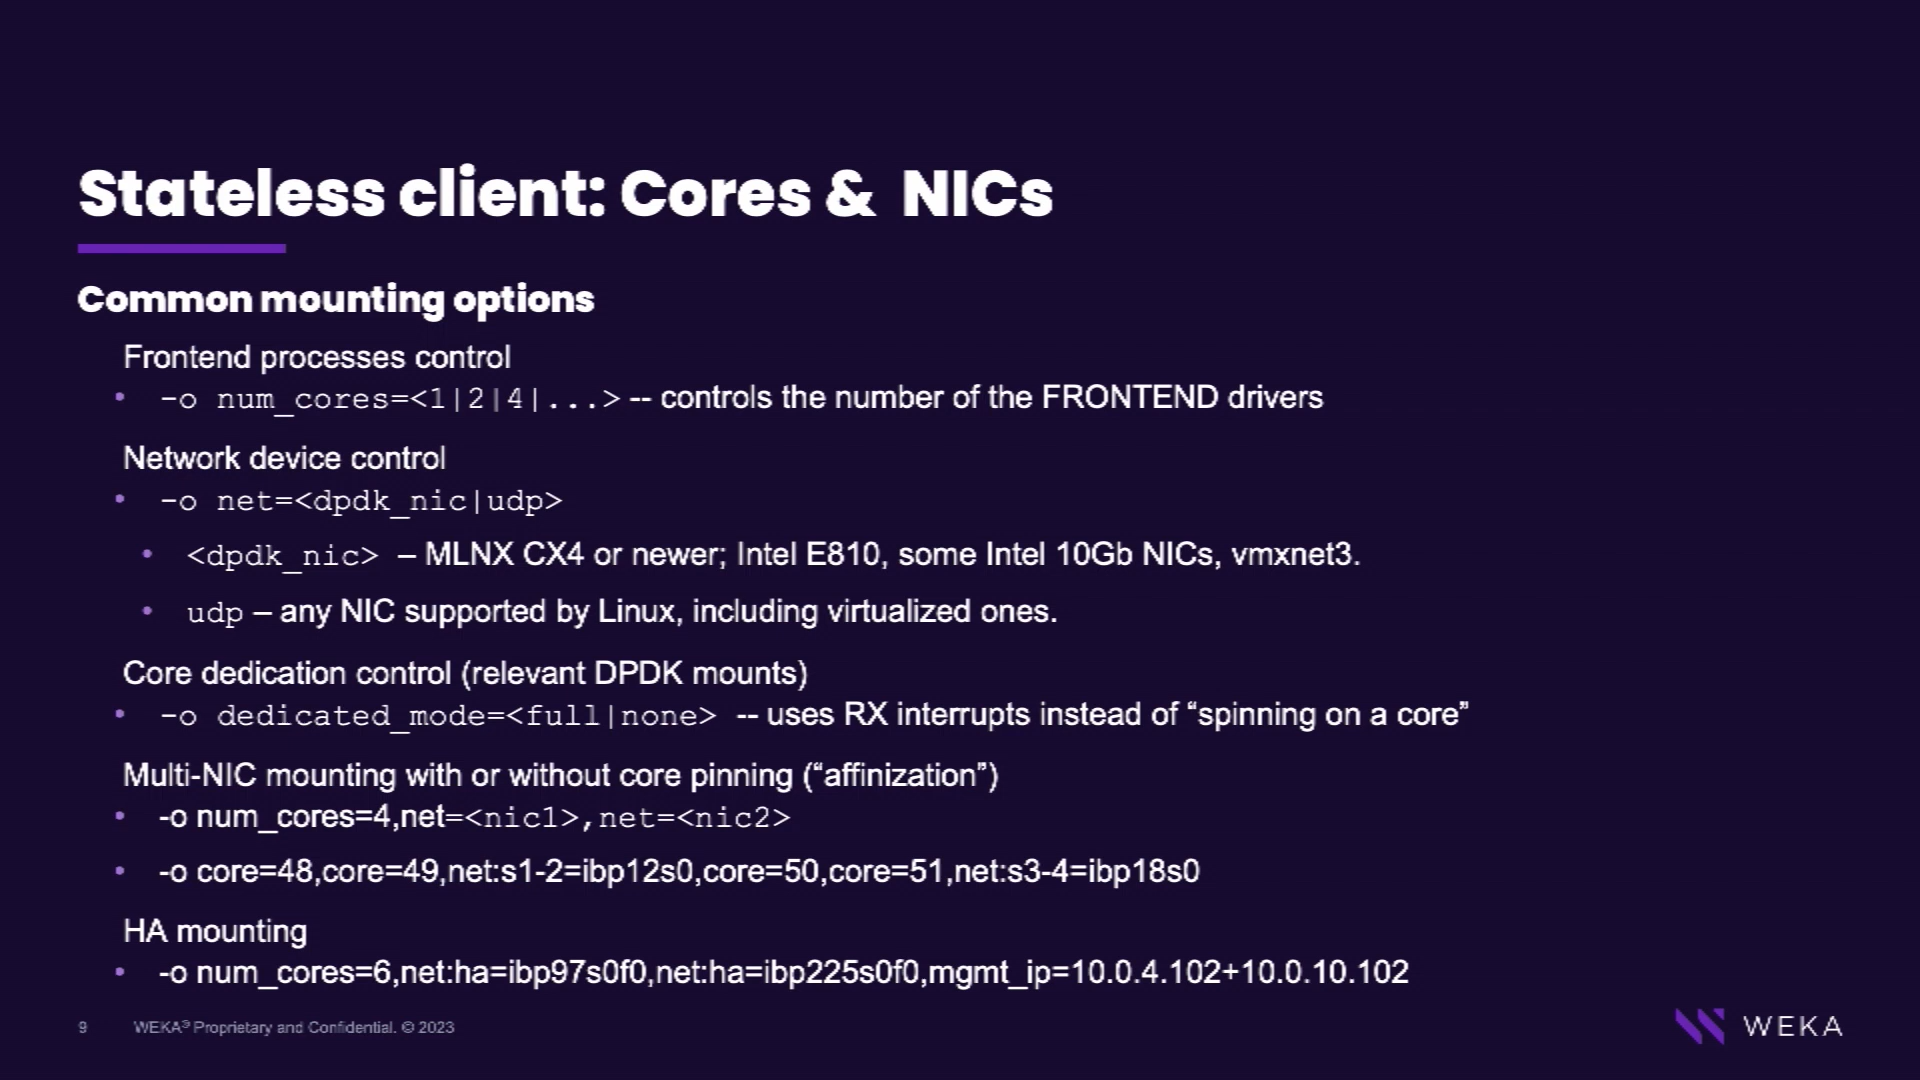 Stateless client: Cores & NICs
Common mounting options
Frontend processes control
• -o num_cores=<1|2|4|...> -- controls the number of the FRONTEND drivers
Network device control
• -o net=<dpdk_nic|udp>
• <dpdk_nic> – MLNX CX4 or newer; Intel E810, some Intel 10Gb NICs, vmxnet3.
• udp – any NIC supported by Linux, including virtualized ones.
Core dedication control (relevant DPDK mounts)
• -o dedicated_mode=<full|none> -- uses RX interrupts instead of “spinning on a core”
Multi-NIC mounting with or without core pinning (“affinization”)
• -o num_cores=4,net=<nic1>,net=<nic2>
• -o core=48,core=49,net:s1-2=ibp12s0,core=50,core=51,net:s3-4=ibp18s0
HA mounting
• -o num_cores=6,net:ha=ibp97s0f0,net:ha=ibp225s0f0,mgmt_ip=10.0.4.102+10.0.10.102
9 WEKA® Proprietary and Confidential. © 2023
WEKA